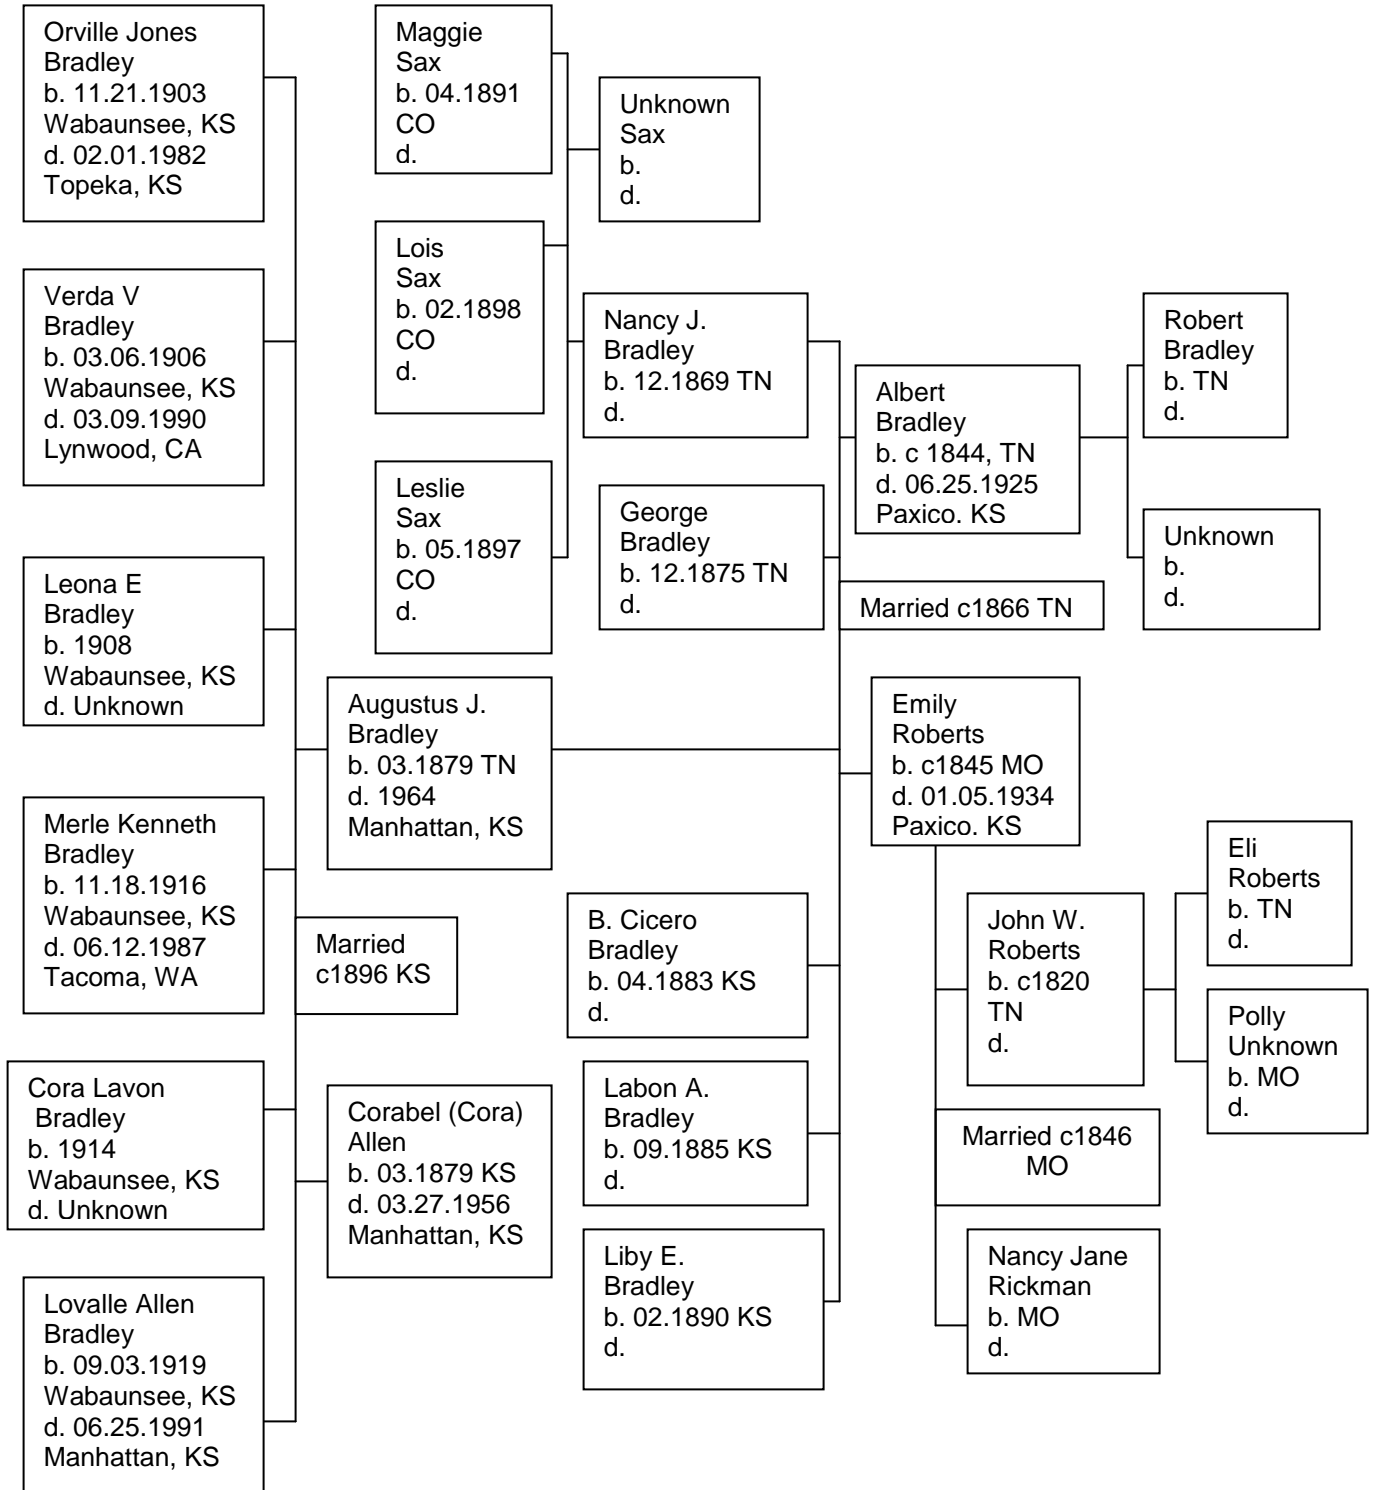 Orville Jones
Bradley
b. 11.21.1903
Wabaunsee, KS
d. 02.01.1982
Topeka, KS
Verda V
Bradley
b. 03.06.1906
Wabaunsee, KS
d. 03.09.1990
Lynwood, CA
Leona E
Bradley
b. 1908
Wabaunsee, KS
d. Unknown
Merle Kenneth
Bradley
b. 11.18.1916
Wabaunsee, KS
d. 06.12.1987
Tacoma, WA
Cora Lavon
Bradley
b. 1914
Wabaunsee, KS
d. Unknown
Lovalle Allen
Bradley
b. 09.03.1919
Wabaunsee, KS
d. 06.25.1991
Manhattan, KS
Maggie
Sax
b. 04.1891
CO
d.
Lois
Sax
b. 02.1898
CO
d.
Leslie
Sax
b. 05.1897
CO
d.
Augustus J.
Bradley
b. 03.1879 TN
d. 1964
Manhattan, KS
Married
c1896 KS
Corabel (Cora)
Allen
b. 03.1879 KS
d. 03.27.1956
Manhattan, KS
Unknown
Sax
b.
d.
Nancy J.
Bradley
b. 12.1869 TN
d.
George
Bradley
b. 12.1875 TN
d.
B. Cicero
Bradley
b. 04.1883 KS
d.
Labon A.
Bradley
b. 09.1885 KS
d.
Liby E.
Bradley
b. 02.1890 KS
d.
Albert
Bradley
b. c 1844, TN
d. 06.25.1925
Paxico. KS
Married c1866 TN
Emily
Roberts
b. c1845 MO
d. 01.05.1934
Paxico. KS
Robert
Bradley
b. TN
d.
Unknown
b.
d.
John W.
Roberts
b. c1820
TN
d.
Married c1846
MO
Nancy Jane
Rickman
b. MO
d.
Eli
Roberts
b. TN
d.
Polly
Unknown
b. MO
d.